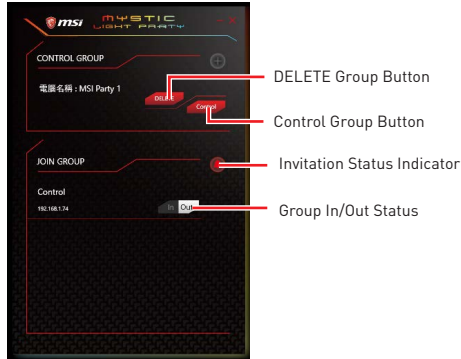 msi MYSTIC
LIGHT PARTY
CONTROL GROUP
電腦名稱 : MSI Party 1
DELETE
Control
JOIN GROUP
Control
192.168.1.74
In Out
DELETE Group Button
Control Group Button
Invitation Status Indicator
Group In/Out Status